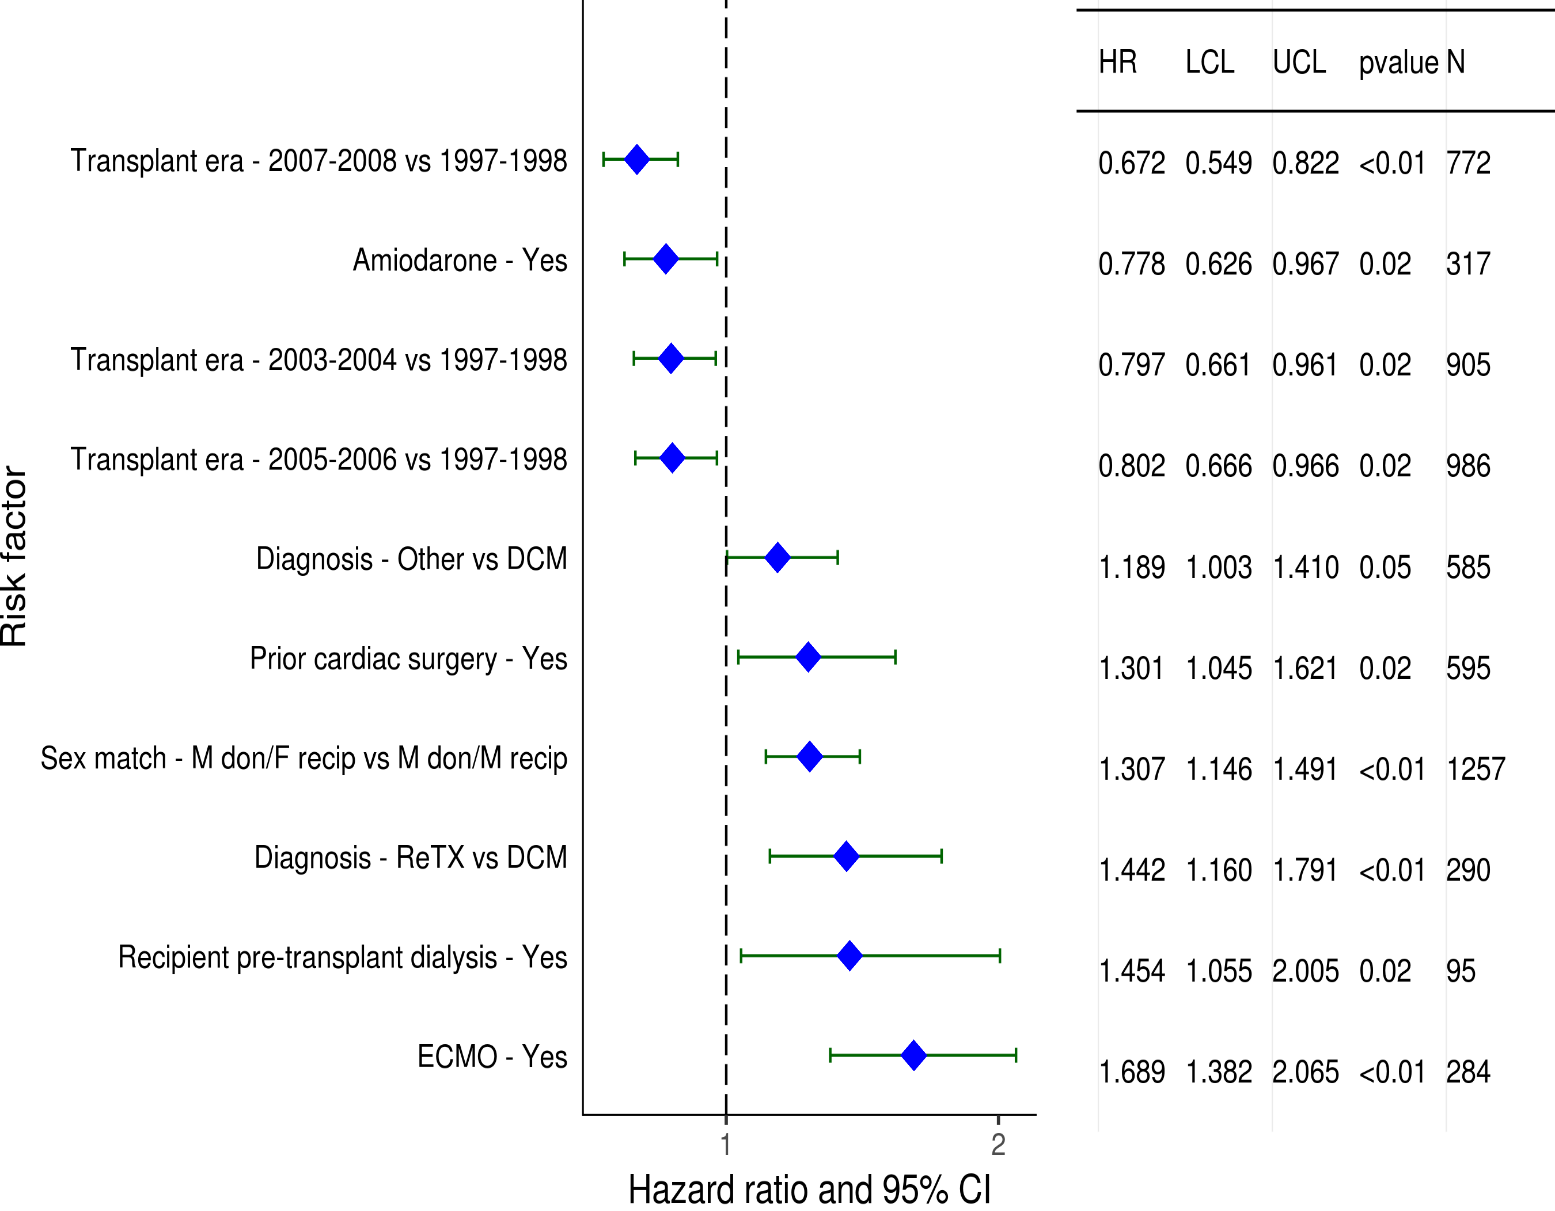 HR LCL UCL pvalue N
Transplant era - 2007-2008 vs 1997-1998 0.672 0.549 0.822 <0.01 772
Amiodarone - Yes 0.778 0.626 0.967 0.02 317
Transplant era - 2003-2004 vs 1997-1998 0.797 0.661 0.961 0.02 905
Transplant era - 2005-2006 vs 1997-1998 0.802 0.666 0.966 0.02 986
Diagnosis - Other vs DCM 1.189 1.003 1.410 0.05 585
Prior cardiac surgery - Yes 1.301 1.045 1.621 0.02 595
Sex match - M don/F recip vs M don/M recip 1.307 1.146 1.491 <0.01 1257
Diagnosis - ReTX vs DCM 1.442 1.160 1.791 <0.01 290
Recipient pre-transplant dialysis - Yes 1.454 1.055 2.005 0.02 95
ECMO - Yes 1.689 1.382 2.065 <0.01 284
Risk factor
1 2
Hazard ratio and 95% CI